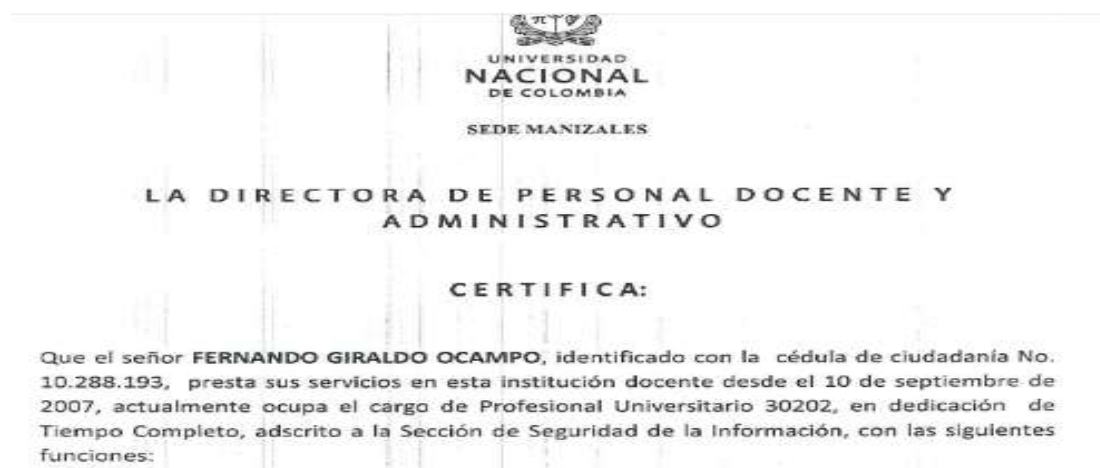 UNIVERSIDAD
NACIONAL
DE COLOMBIA
SEDE MANIZALES
LA DIRECTORA DE PERSONAL DOCENTE Y
ADMINISTRATIVO
CERTIFICA:
Que el señor FERNANDO GIRALDO OCAMPO, identificado con la cédula de ciudadanía No.
10.288.193, presta sus servicios en esta institución docente desde el 10 de septiembre de
2007, actualmente ocupa el cargo de Profesional Universitario 30202, en dedicación de
Tiempo Completo, adscrito a la Sección de Seguridad de la Información, con las siguientes
funciones: